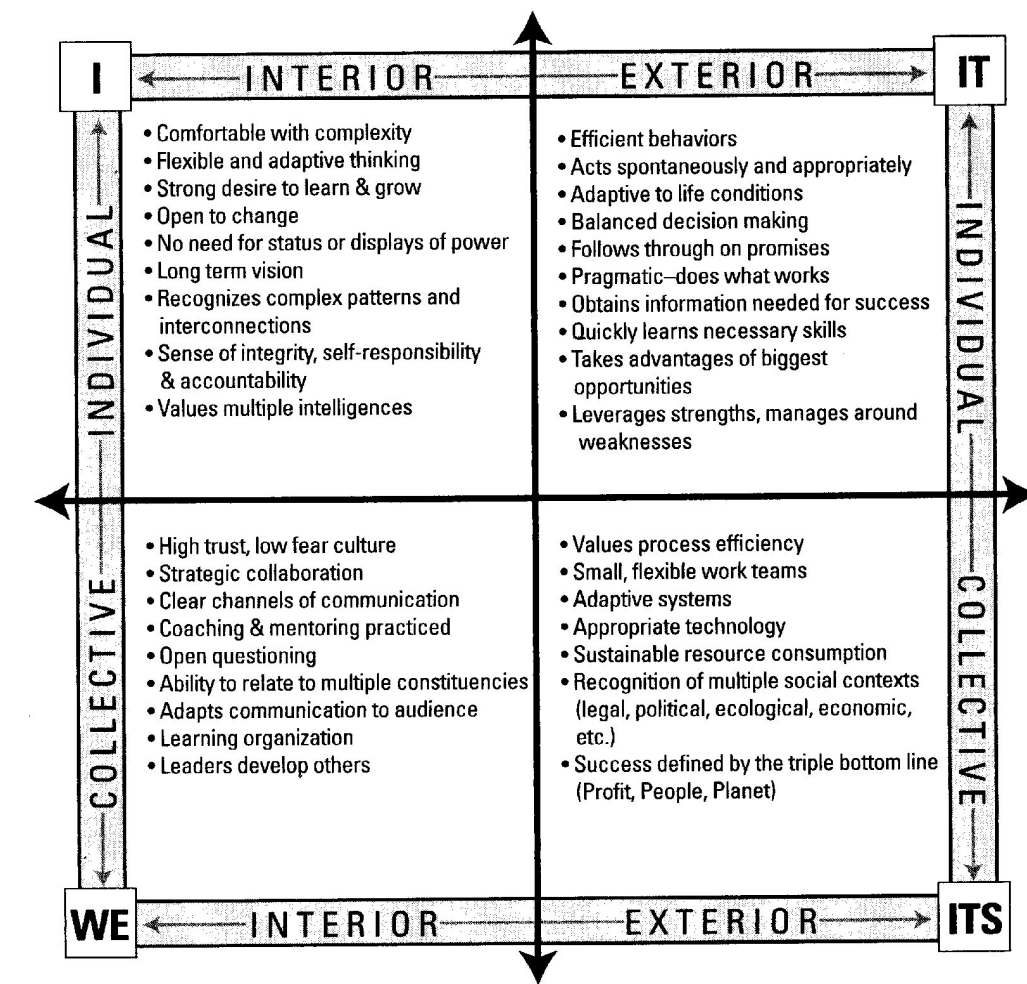 I
INTERIOR
EXTERIOR
IT
INDIVIDUAL
• Comfortable with complexity
• Flexible and adaptive thinking
• Strong desire to learn & grow
• Open to change
• No need for status or displays of power
• Long term vision
• Recognizes complex patterns and
interconnections
• Sense of integrity, self-responsibility
& accountability
• Values multiple intelligences
• Efficient behaviors
• Acts spontaneously and appropriately
• Adaptive to life conditions
• Balanced decision making
• Follows through on promises
• Pragmatic–does what works
• Obtains information needed for success
• Quickly learns necessary skills
• Takes advantages of biggest
opportunities
• Leverages strengths, manages around
weaknesses
INDIVIDUAL
COLLECTIVE
• High trust, low fear culture
• Strategic collaboration
• Clear channels of communication
• Coaching & mentoring practiced
• Open questioning
• Ability to relate to multiple constituencies
• Adapts communication to audience
• Learning organization
• Leaders develop others
• Values process efficiency
• Small, flexible work teams
• Adaptive systems
• Appropriate technology
• Sustainable resource consumption
• Recognition of multiple social contexts
(legal, political, ecological, economic,
etc.)
• Success defined by the triple bottom line
(Profit, People, Planet)
COLLECTIVE
WE
INTERIOR
EXTERIOR
ITS